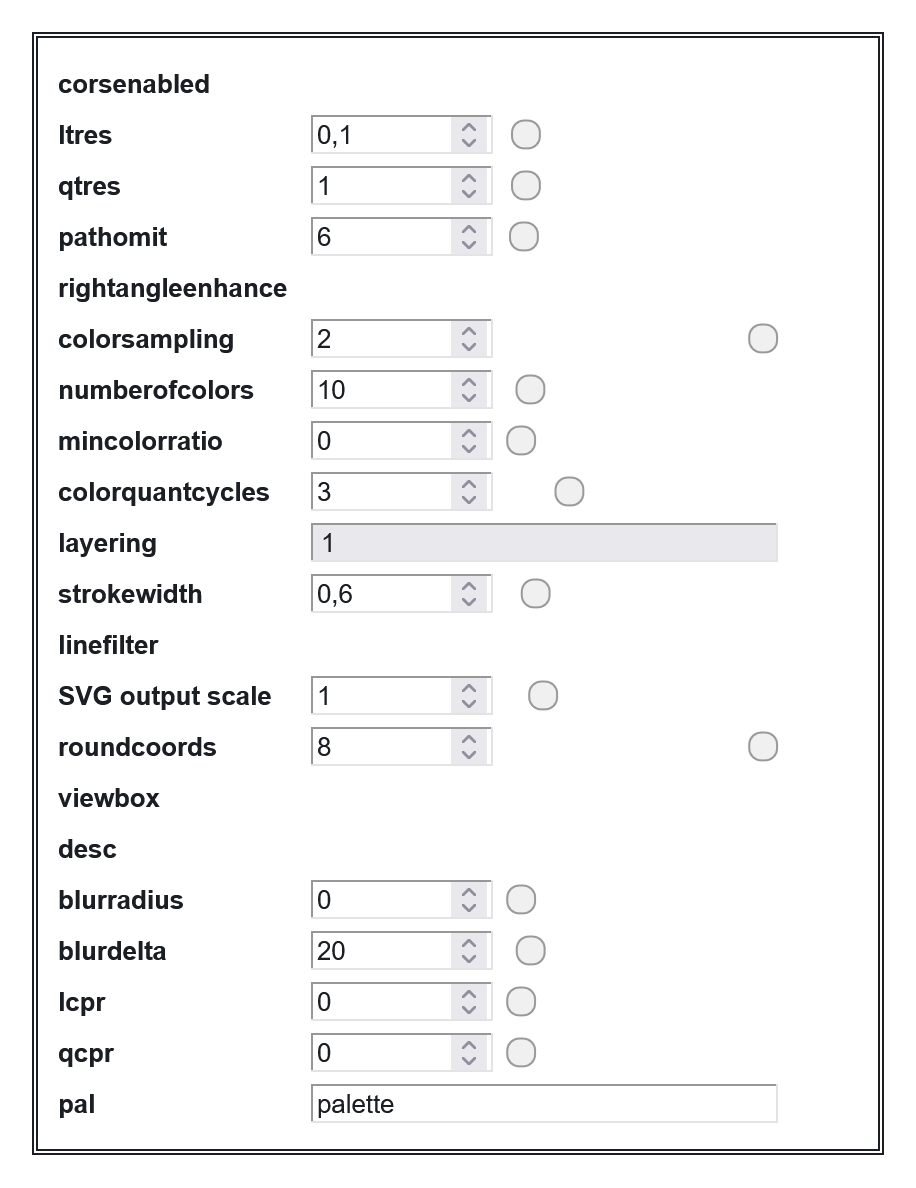 corsenabled
ltres 0,1
qtres 1
pathomit 6
rightangleenhance
colorsampling 2
numberofcolors 10
mincolorratio 0
colorquantcycles 3
layering 1
strokewidth 0,6
linefilter
SVG output scale 1
roundcoords 8
viewbox
desc
blurradius 0
blurdelta 20
lcpr 0
qcpr 0
pal palette